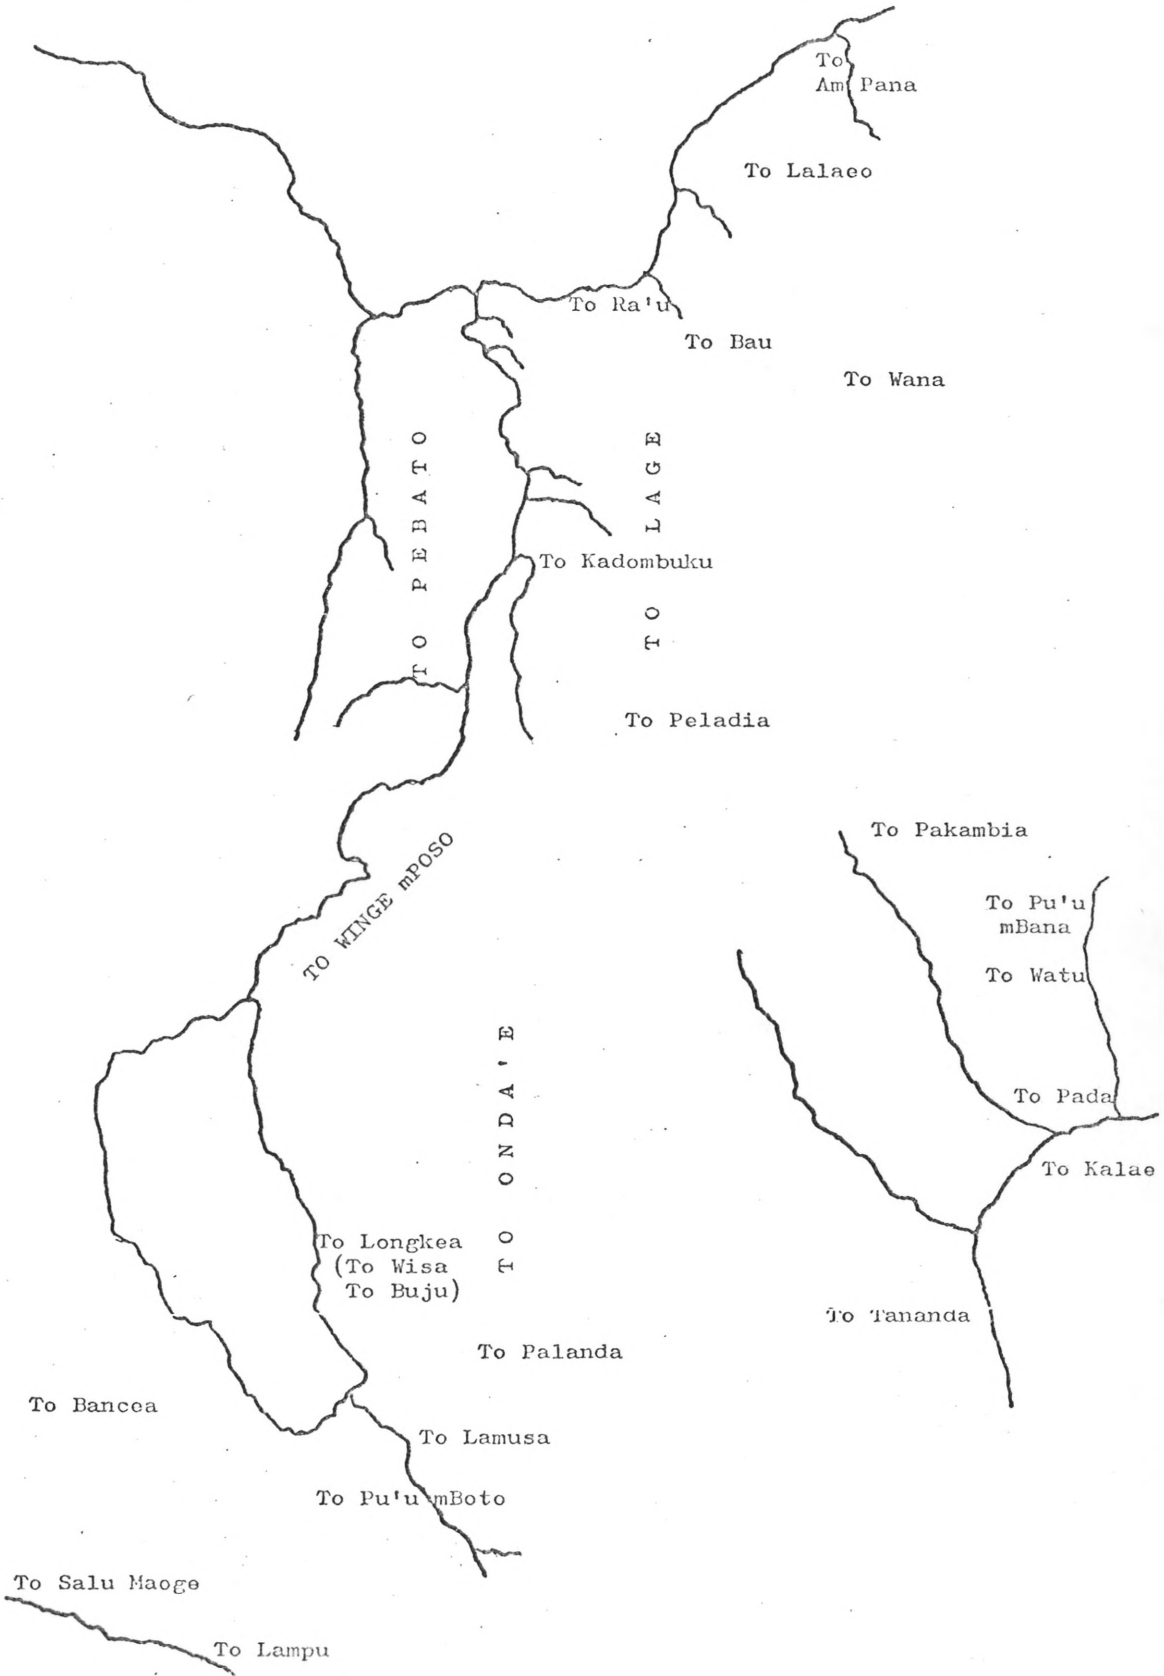 To
Am Pana
To Lalaeo
To Ra'u
To Bau
To Wana
TO PEBATO
TO LAGE
To Kadombuku
To Peladia
To Pakambia
TO WINGE mPOSO
To Pu'u
mBana
To Watu
TO ONDA'E
To Pada
To Kalae
To Longkea
(To Wisa
To Buju)
To Tananda
To Palanda
To Bancea
To Lamusa
To Pu'u mBoto
To Salu Maoge
To Lampu